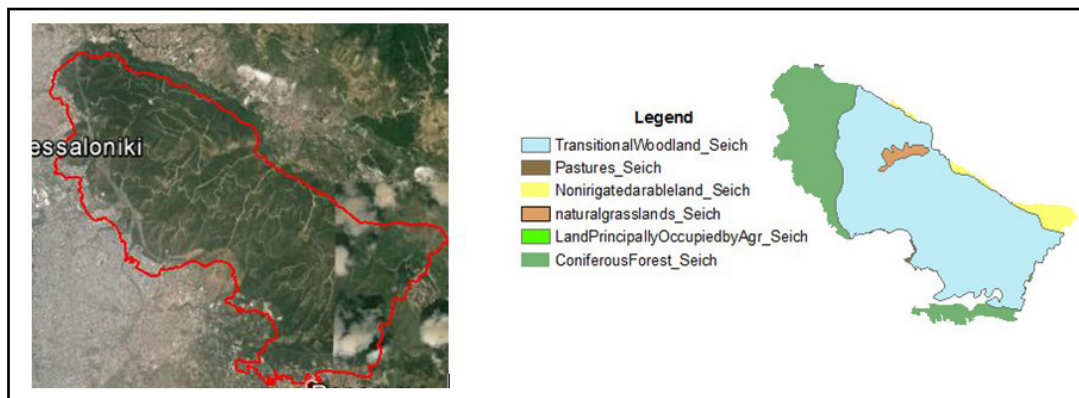 essaloniki
Legend
TransitionalWoodland_Seich
Pastures_Seich
Nonirigatedarableland_Seich
naturalgrasslands_Seich
LandPrincipallyOccupiedbyAgr_Seich
ConiferousForest_Seich